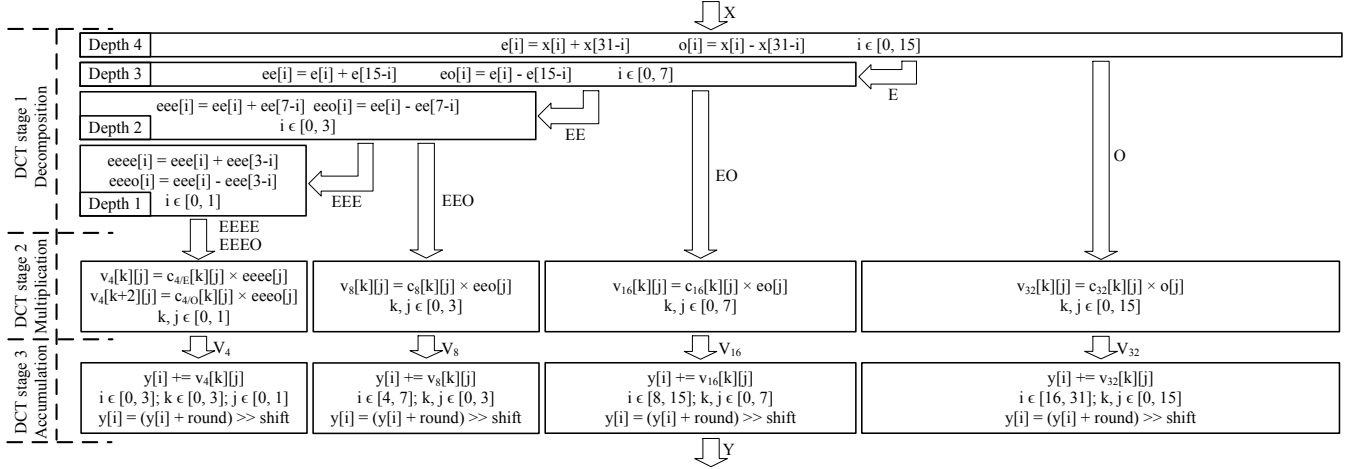 X
DCT stage 1
Decomposition
Depth 4
e[i] = x[i] + x[31-i] o[i] = x[i] - x[31-i] i ϵ [0, 15]
Depth 3
ee[i] = e[i] + e[15-i] eo[i] = e[i] - e[15-i] i ϵ [0, 7]
E
eee[i] = ee[i] + ee[7-i] eeo[i] = ee[i] - ee[7-i]
i ϵ [0, 3]
Depth 2
EE
eeee[i] = eee[i] + eee[3-i]
eeeo[i] = eee[i] - eee[3-i]
i ϵ [0, 1]
Depth 1
EEE
EEO
EO
O
EEEE
EEEO
DCT stage 2
Multiplication
v₄[k][j] = c₄/E[k][j] × eeee[j]
v₄[k+2][j] = c₄/O[k][j] × eeeo[j]
k, j ϵ [0, 1]
v₈[k][j] = c₈[k][j] × eeo[j]
k, j ϵ [0, 3]
v₁₆[k][j] = c₁₆[k][j] × eo[j]
k, j ϵ [0, 7]
v₃₂[k][j] = c₃₂[k][j] × o[j]
k, j ϵ [0, 15]
V₄
V₈
V₁₆
V₃₂
DCT stage 3
Accumulation
y[i] += v₄[k][j]
i ϵ [0, 3]; k ϵ [0, 3]; j ϵ [0, 1]
y[i] = (y[i] + round) >> shift
y[i] += v₈[k][j]
i ϵ [4, 7]; k, j ϵ [0, 3]
y[i] = (y[i] + round) >> shift
y[i] += v₁₆[k][j]
i ϵ [8, 15]; k, j ϵ [0, 7]
y[i] = (y[i] + round) >> shift
y[i] += v₃₂[k][j]
i ϵ [16, 31]; k, j ϵ [0, 15]
y[i] = (y[i] + round) >> shift
Y